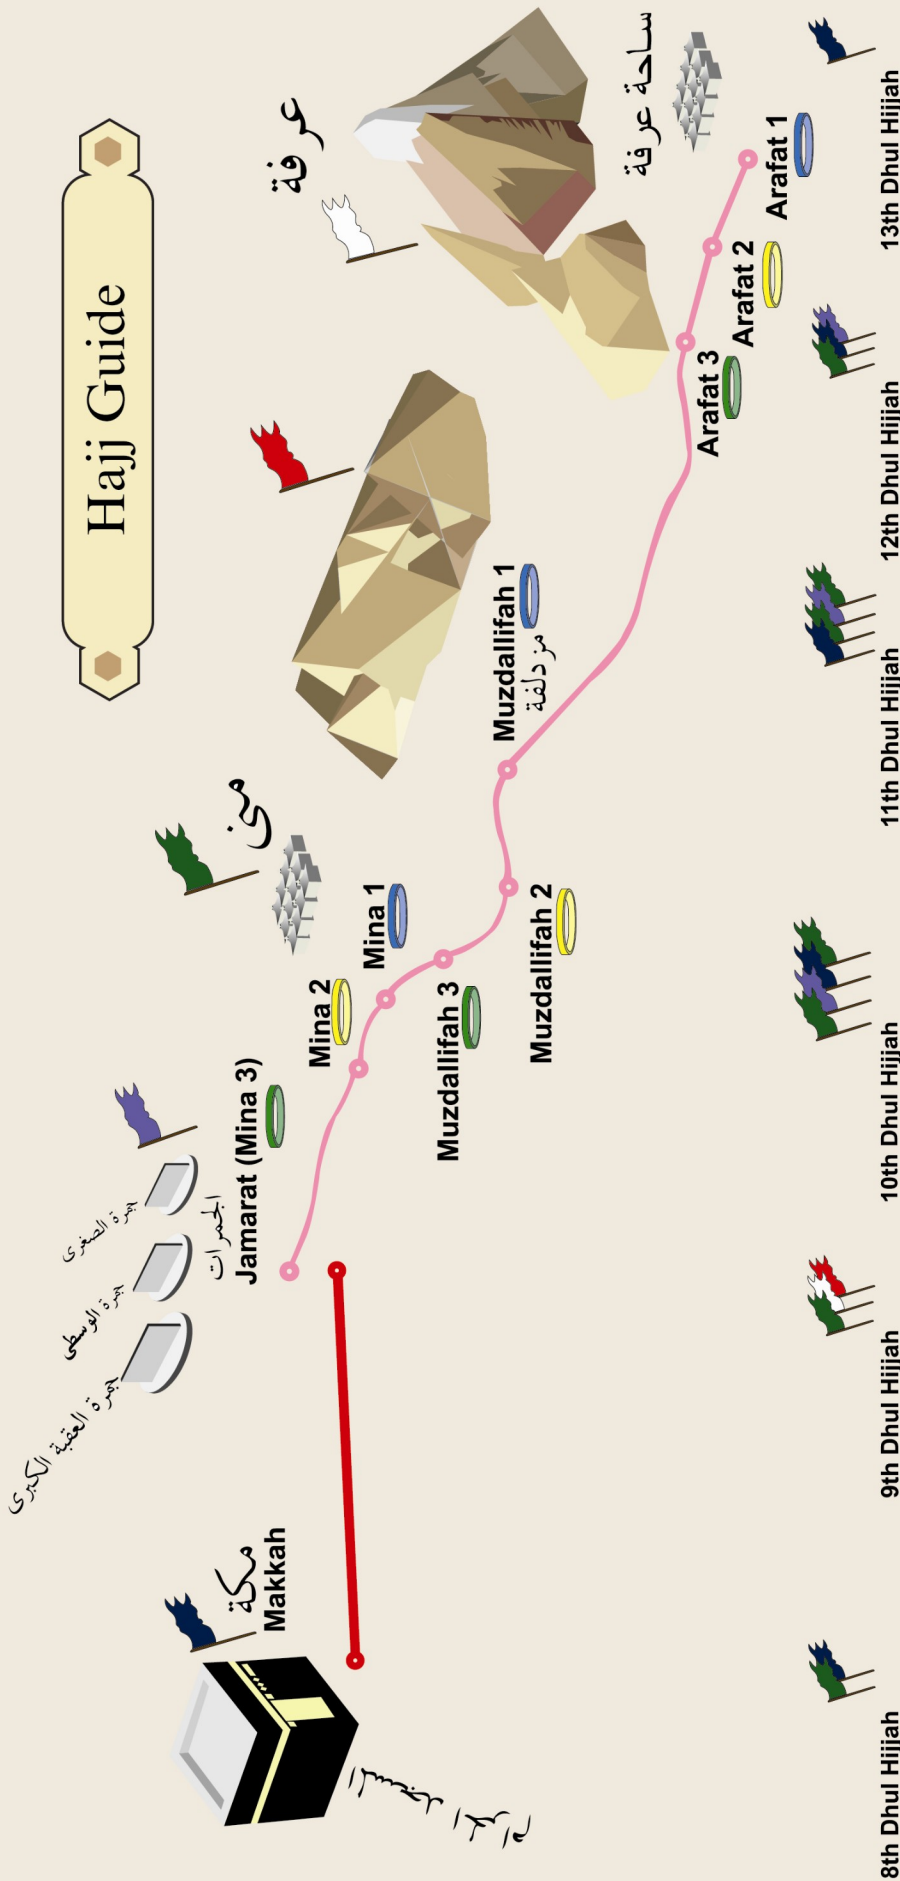 Hajj Guide
عرفة
ساحة عرفة
منى
مزدلفة
الجمرات
جمرة الصغرى
جمرة الوسطى
جمرة العقبة الكبرى
مكة
Makkah
المسجد الحرام
Jamarat (Mina 3)
Mina 2
Mina 1
Muzdallifah 3
Muzdallifah 2
Muzdallifah 1
Arafat 3
Arafat 2
Arafat 1
8th Dhul Hijjah
9th Dhul Hijjah
10th Dhul Hijjah
11th Dhul Hijjah
12th Dhul Hijjah
13th Dhul Hijjah